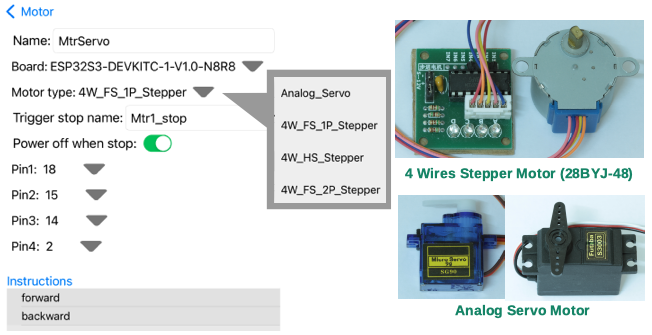 Motor
Name: MtrServo
Board: ESP32S3-DEVKITC-1-V1.0-N8R8
Motor type: 4W_FS_1P_Stepper
Trigger stop name: Mtr1_stop
Power off when stop:
Pin1: 18
Pin2: 15
Pin3: 14
Pin4: 2
Instructions
forward
backward
Analog_Servo
4W_FS_1P_Stepper
4W_HS_Stepper
4W_FS_2P_Stepper
4 Wires Stepper Motor (28BYJ-48)
Micro Servo
9g
SG90
Futaba
S3003
Analog Servo Motor